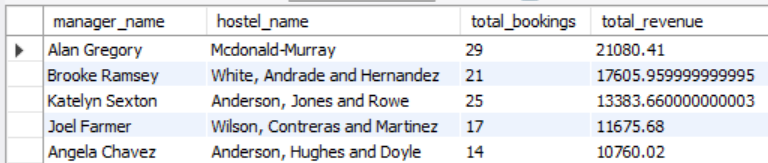 manager_name hostel_name total_bookings total_revenue
Alan Gregory Mcdonald-Murray 29 21080.41
Brooke Ramsey White, Andrade and Hernandez 21 17605.959999999995
Katelyn Sexton Anderson, Jones and Rowe 25 13383.660000000003
Joel Farmer Wilson, Contreras and Martinez 17 11675.68
Angela Chavez Anderson, Hughes and Doyle 14 10760.02